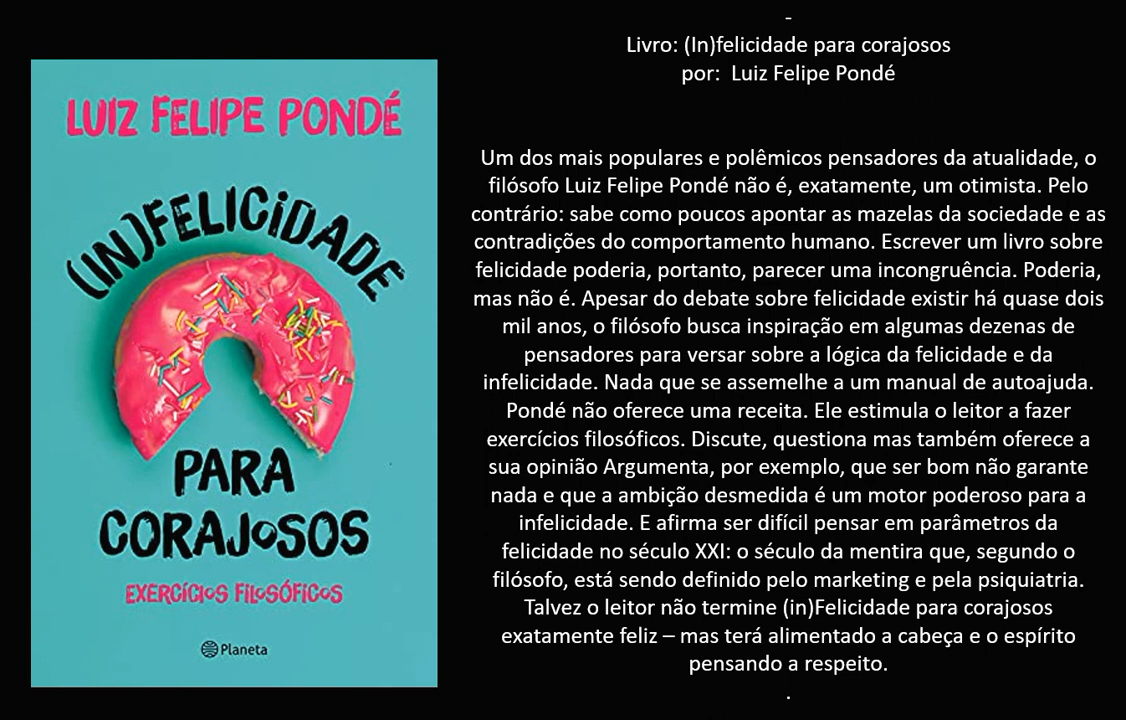 LUIZ FELIPE PONDÉ
(IN)FELICIDADE
PARA
CORAJOSOS
EXERCÍCIOS FILOSÓFICOS
Planeta
-
Livro: (In)felicidade para corajosos
por: Luiz Felipe Pondé
Um dos mais populares e polêmicos pensadores da atualidade, o
filósofo Luiz Felipe Pondé não é, exatamente, um otimista. Pelo
contrário: sabe como poucos apontar as mazelas da sociedade e as
contradições do comportamento humano. Escrever um livro sobre
felicidade poderia, portanto, parecer uma incongruência. Poderia,
mas não é. Apesar do debate sobre felicidade existir há quase dois
mil anos, o filósofo busca inspiração em algumas dezenas de
pensadores para versar sobre a lógica da felicidade e da
infelicidade. Nada que se assemelhe a um manual de autoajuda.
Pondé não oferece uma receita. Ele estimula o leitor a fazer
exercícios filosóficos. Discute, questiona mas também oferece a
sua opinião Argumenta, por exemplo, que ser bom não garante
nada e que a ambição desmedida é um motor poderoso para a
infelicidade. E afirma ser difícil pensar em parâmetros da
felicidade no século XXI: o século da mentira que, segundo o
filósofo, está sendo definido pelo marketing e pela psiquiatria.
Talvez o leitor não termine (in)Felicidade para corajosos
exatamente feliz – mas terá alimentado a cabeça e o espírito
pensando a respeito.
.